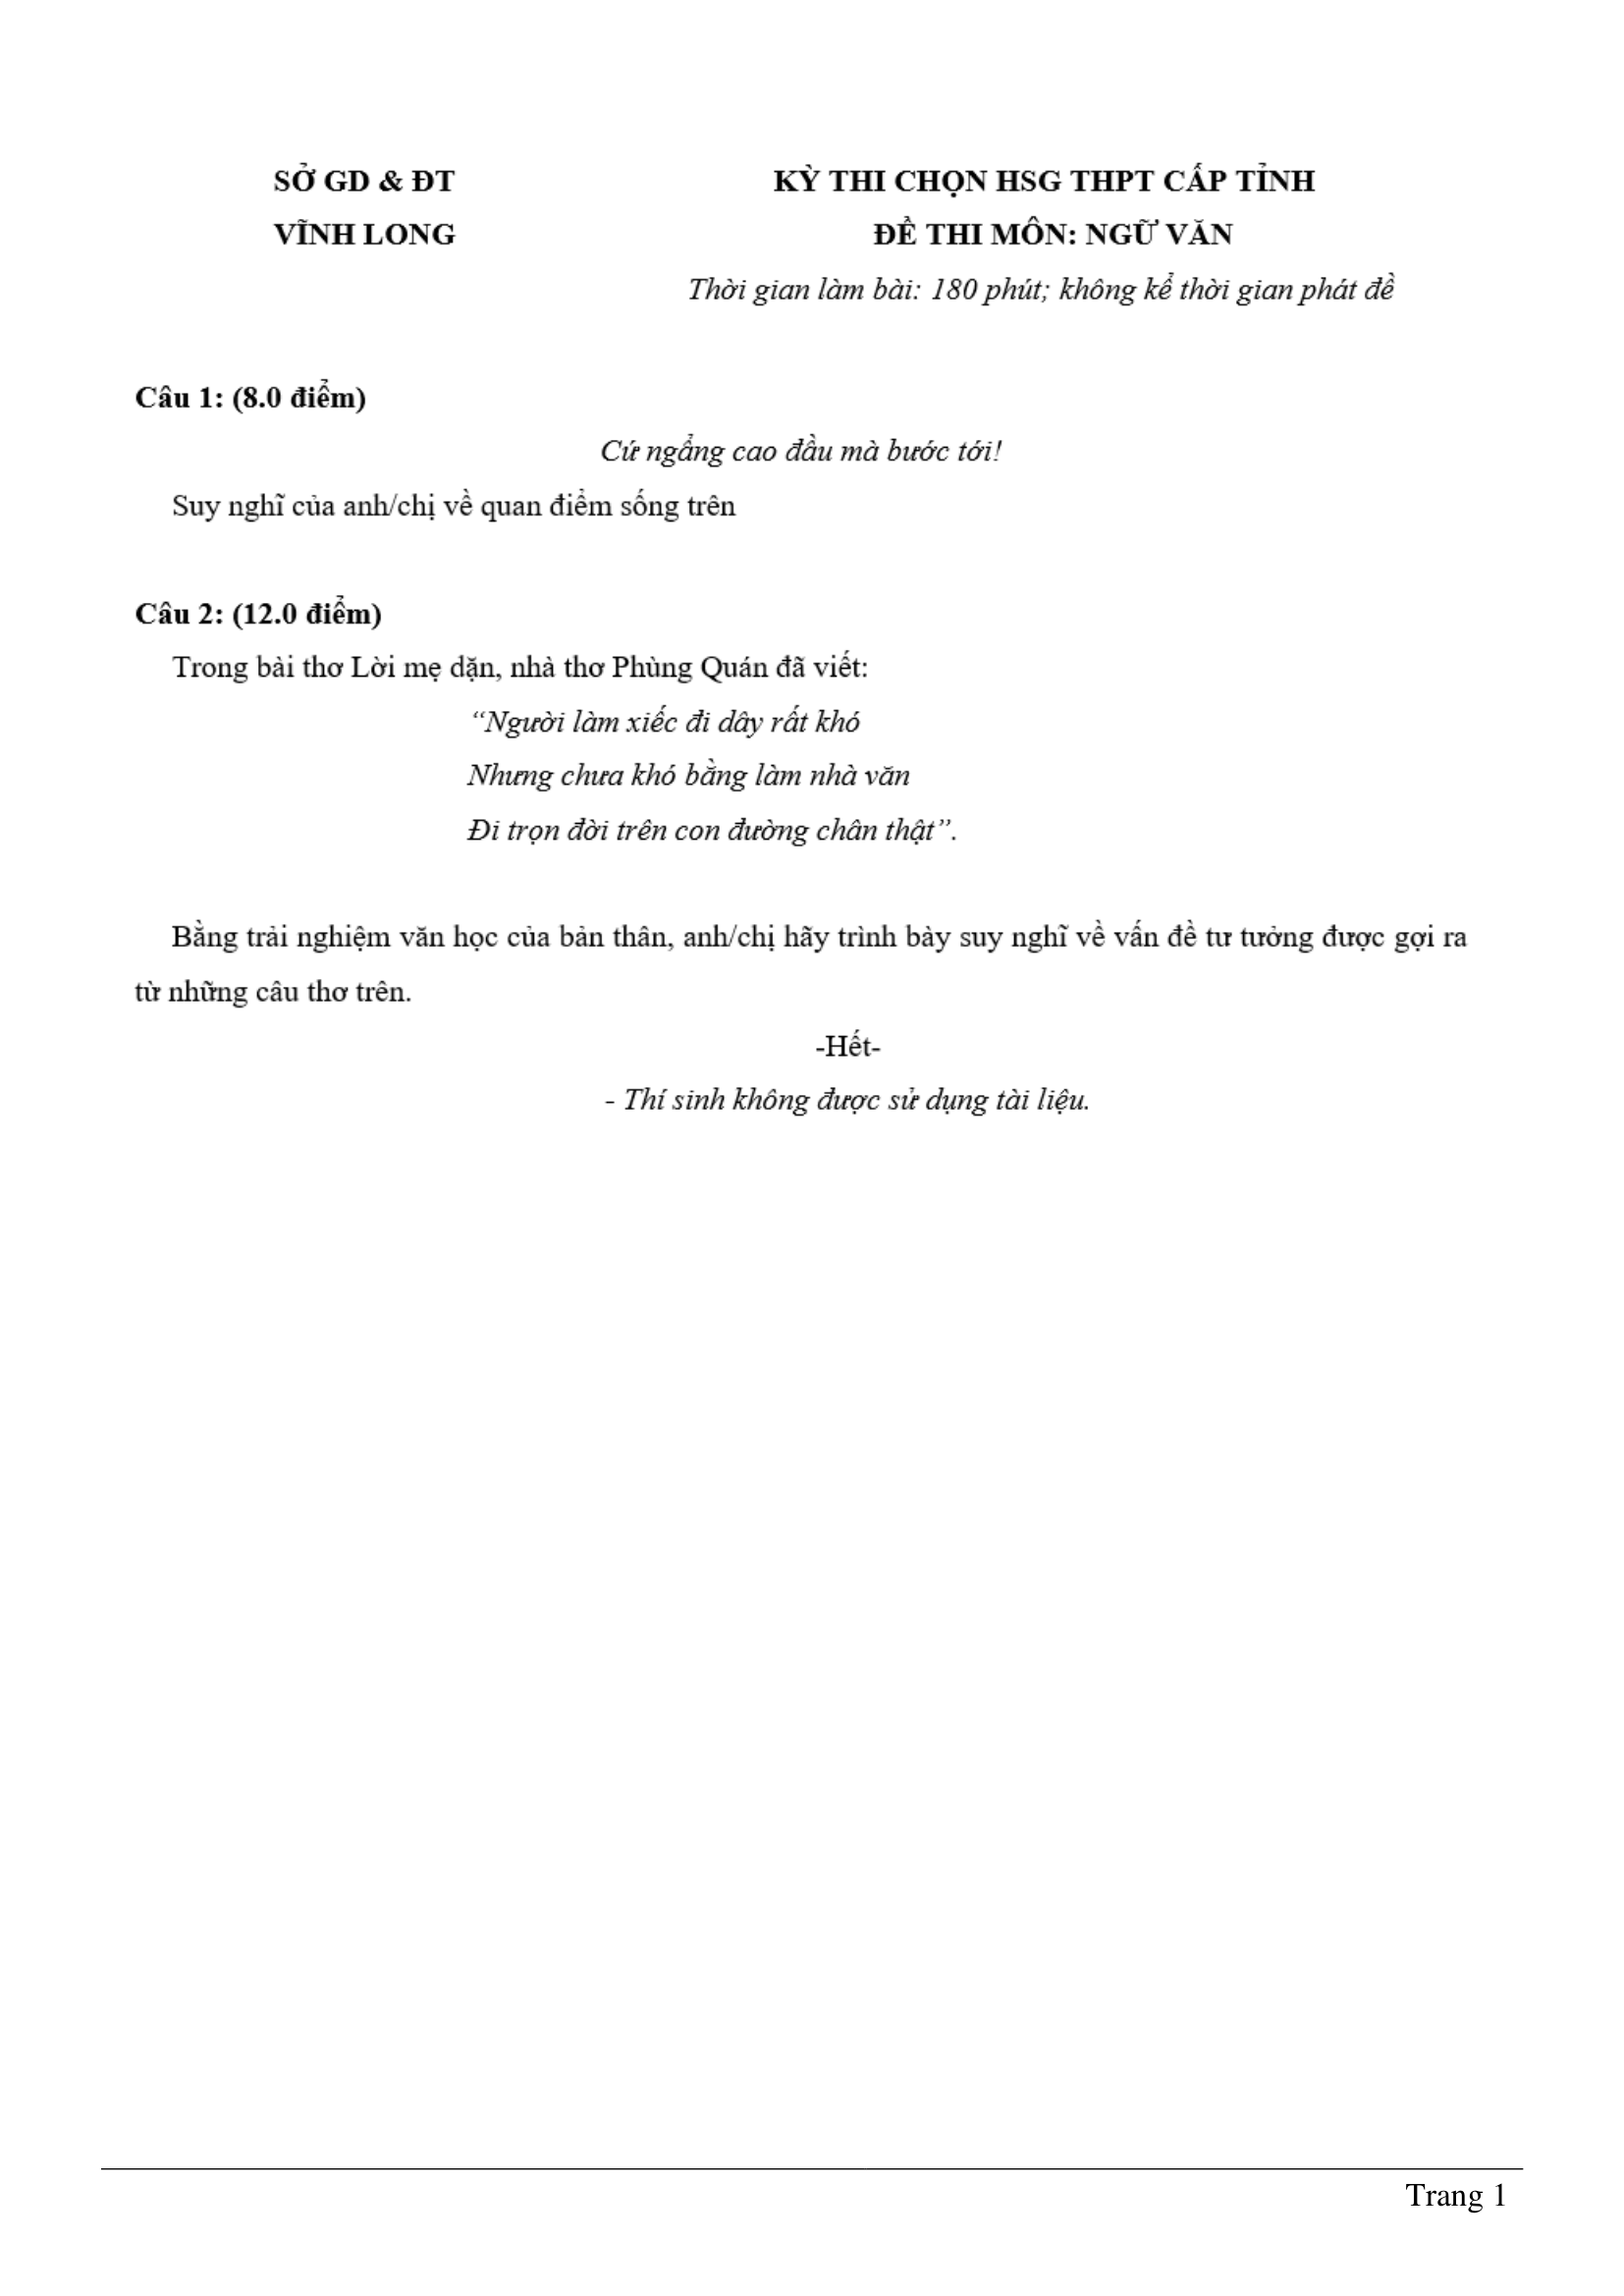 SỞ GD & ĐT
VĨNH LONG
KỲ THI CHỌN HSG THPT CẤP TỈNH
ĐỀ THI MÔN: NGỮ VĂN
Thời gian làm bài: 180 phút; không kể thời gian phát đề
Câu 1: (8.0 điểm)
Cứ ngẩng cao đầu mà bước tới!
Suy nghĩ của anh/chị về quan điểm sống trên
Câu 2: (12.0 điểm)
Trong bài thơ Lời mẹ dặn, nhà thơ Phùng Quán đã viết:
“Người làm xiếc đi dây rất khó
Nhưng chưa khó bằng làm nhà văn
Đi trọn đời trên con đường chân thật”.
Bằng trải nghiệm văn học của bản thân, anh/chị hãy trình bày suy nghĩ về vấn đề tư tưởng được gợi ra
từ những câu thơ trên.
-Hết-
- Thí sinh không được sử dụng tài liệu.
Trang 1